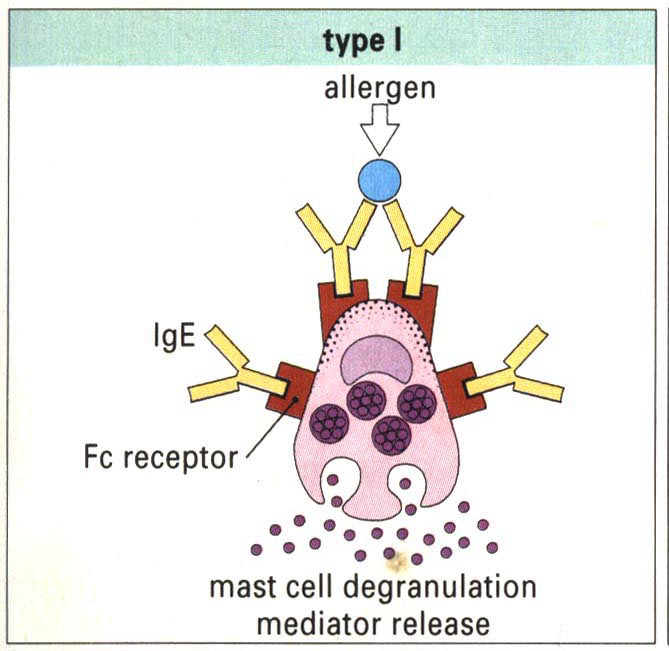 type I
allergen
IgE
Fc receptor
mast cell degranulation
mediator release